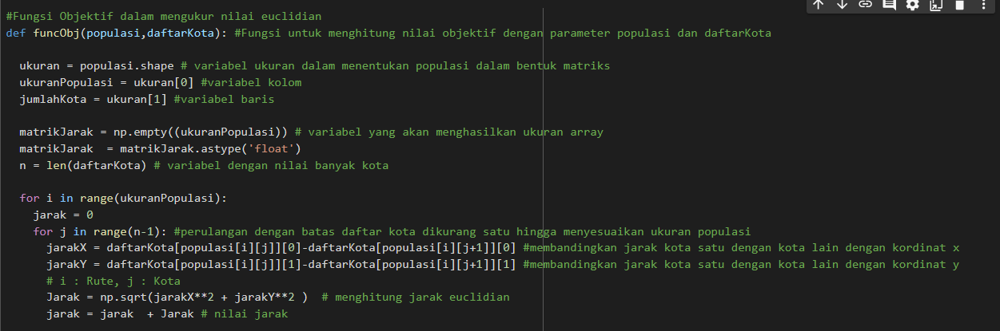 #Fungsi Objektif dalam mengukur nilai euclidian
def funcObj(populasi,daftarKota): #Fungsi untuk menghitung nilai objektif dengan parameter populasi dan daftarKota
ukuran = populasi.shape # variabel ukuran dalam menentukan populasi dalam bentuk matriks
ukuranPopulasi = ukuran[0] #variabel kolom
jumlahKota = ukuran[1] #variabel baris
matrikJarak = np.empty((ukuranPopulasi)) # variabel yang akan menghasilkan ukuran array
matrikJarak  = matrikJarak.astype('float')
n = len(daftarKota) # variabel dengan nilai banyak kota
for i in range(ukuranPopulasi):
jarak = 0
for j in range(n-1): #perulangan dengan batas daftar kota dikurang satu hingga menyesuaikan ukuran populasi
jarakX = daftarKota[populasi[i][j]][0]-daftarKota[populasi[i][j+1]][0] #membandingkan jarak kota satu dengan kota lain dengan kordinat x
jarakY = daftarKota[populasi[i][j]][1]-daftarKota[populasi[i][j+1]][1] #membandingkan jarak kota satu dengan kota lain dengan kordinat y
# i : Rute, j : Kota
Jarak = np.sqrt(jarakX**2 + jarakY**2 )  # menghitung jarak euclidian
jarak = jarak  + Jarak # nilai jarak